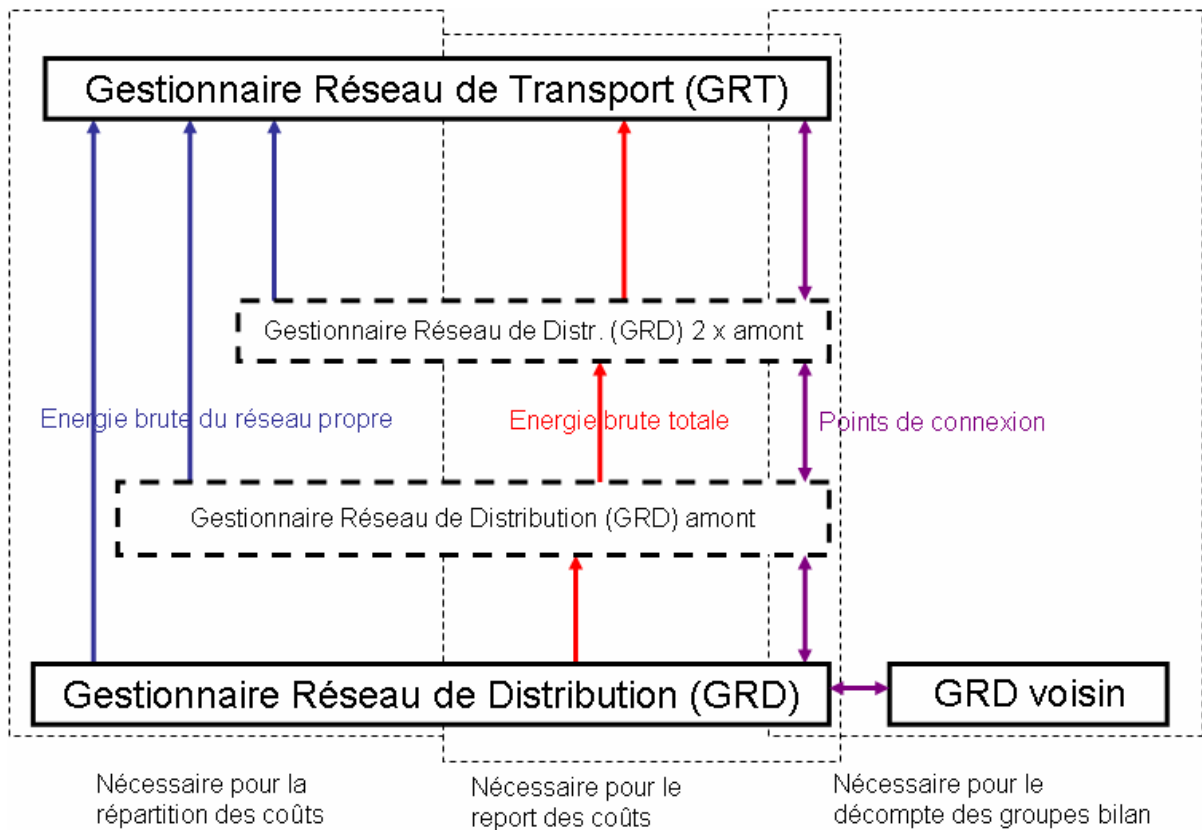 Gestionnaire Réseau de Transport (GRT)
Gestionnaire Réseau de Distr. (GRD) 2 x amont
Energie brute du réseau propre
Energie brute totale
Points de connexion
Gestionnaire Réseau de Distribution (GRD) amont
Gestionnaire Réseau de Distribution (GRD)
GRD voisin
Nécessaire pour la
répartition des coûts
Nécessaire pour le
report des coûts
Nécessaire pour le
décompte des groupes bilan